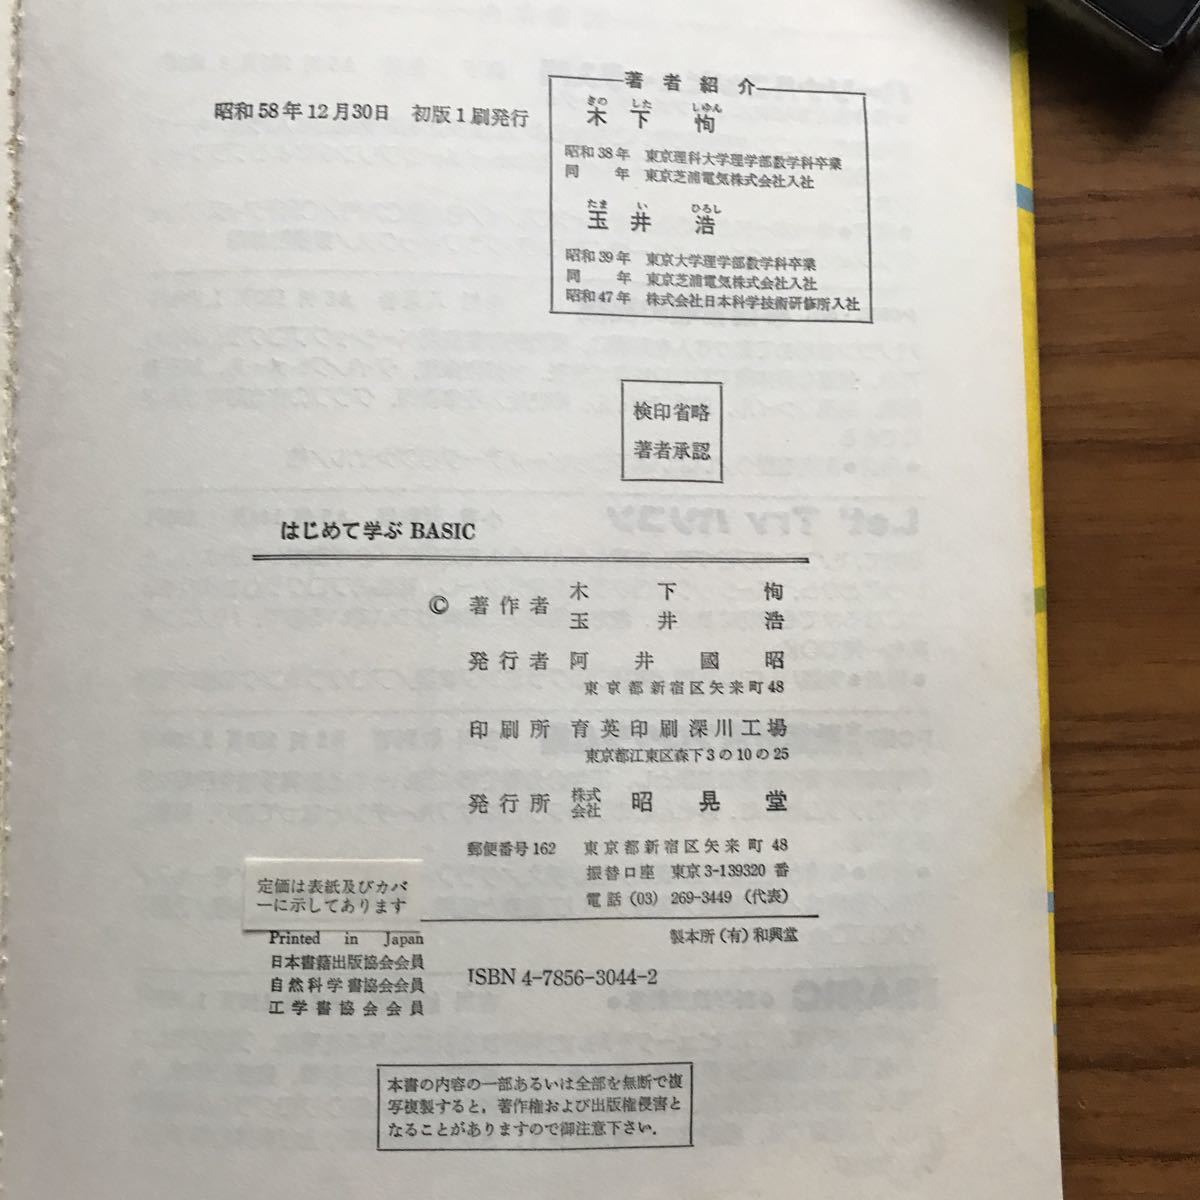 昭和58年12月30日　初版1刷発行
著者紹介
きのした　しゆん
木下　恂
昭和38年　東京理科大学理学部数学科卒業
同　年　東京芝浦電気株式会社入社
たまい　ひろし
玉井　浩
昭和39年　東京大学理学部数学科卒業
同　年　東京芝浦電気株式会社入社
昭和47年　株式会社日本科学技術研修所入社
検印省略
著者承認
はじめて学ぶ BASIC
© 著作者　木下恂
玉井浩
発行者　阿井國昭
東京都新宿区矢来町48
印刷所　育英印刷深川工場
東京都江東区森下3の10の25
発行所　株式会社　昭晃堂
郵便番号162　東京都新宿区矢来町48
振替口座　東京3-139320番
電話(03) 269-3449 (代表)
定価は表紙及びカバ
ーに示してあります
Printed in Japan
日本書籍出版協会会員
自然科学書協会会員
工学書協会会員
製本所(有)和興堂
ISBN 4-7856-3044-2
本書の内容の一部あるいは全部を無断で複
写複製すると，著作権および出版権侵害と
なることがありますので御注意下さい．